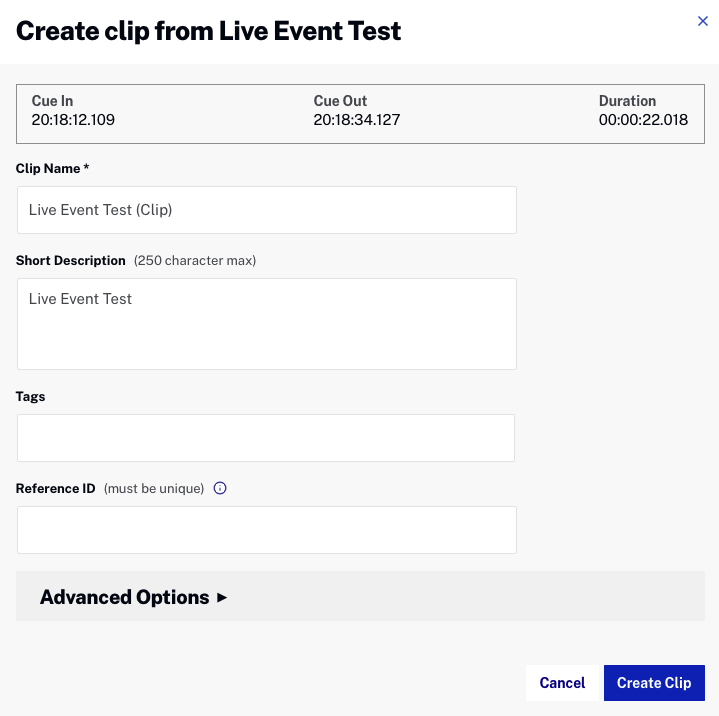 Create clip from Live Event Test
Cue In Cue Out Duration
20:18:12.109 20:18:34.127 00:00:22.018
Clip Name *
Live Event Test (Clip)
Short Description (250 character max)
Live Event Test
Tags
Reference ID (must be unique)
Advanced Options
Cancel Create Clip